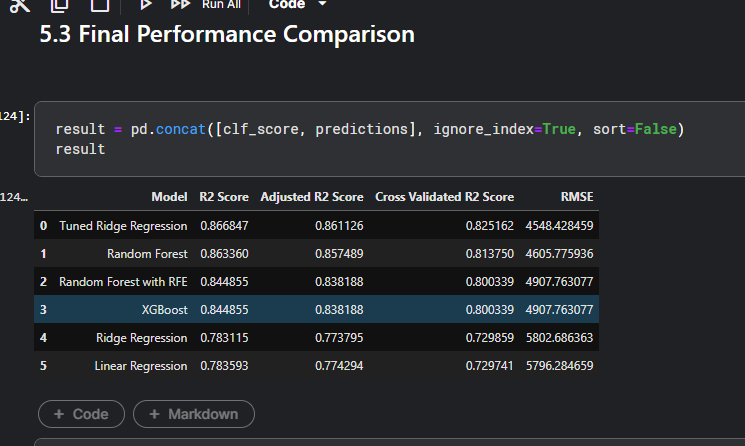 Run All Code
5.3 Final Performance Comparison
124]:
result = pd.concat([clf_score, predictions], ignore_index=True, sort=False)
result
124...
Model R2 Score Adjusted R2 Score Cross Validated R2 Score RMSE
0 Tuned Ridge Regression 0.866847 0.861126 0.825162 4548.428459
1 Random Forest 0.863360 0.857489 0.813750 4605.775936
2 Random Forest with RFE 0.844855 0.838188 0.800339 4907.763077
3 XGBoost 0.844855 0.838188 0.800339 4907.763077
4 Ridge Regression 0.783115 0.773795 0.729859 5802.686363
5 Linear Regression 0.783593 0.774294 0.729741 5796.284659
+ Code + Markdown